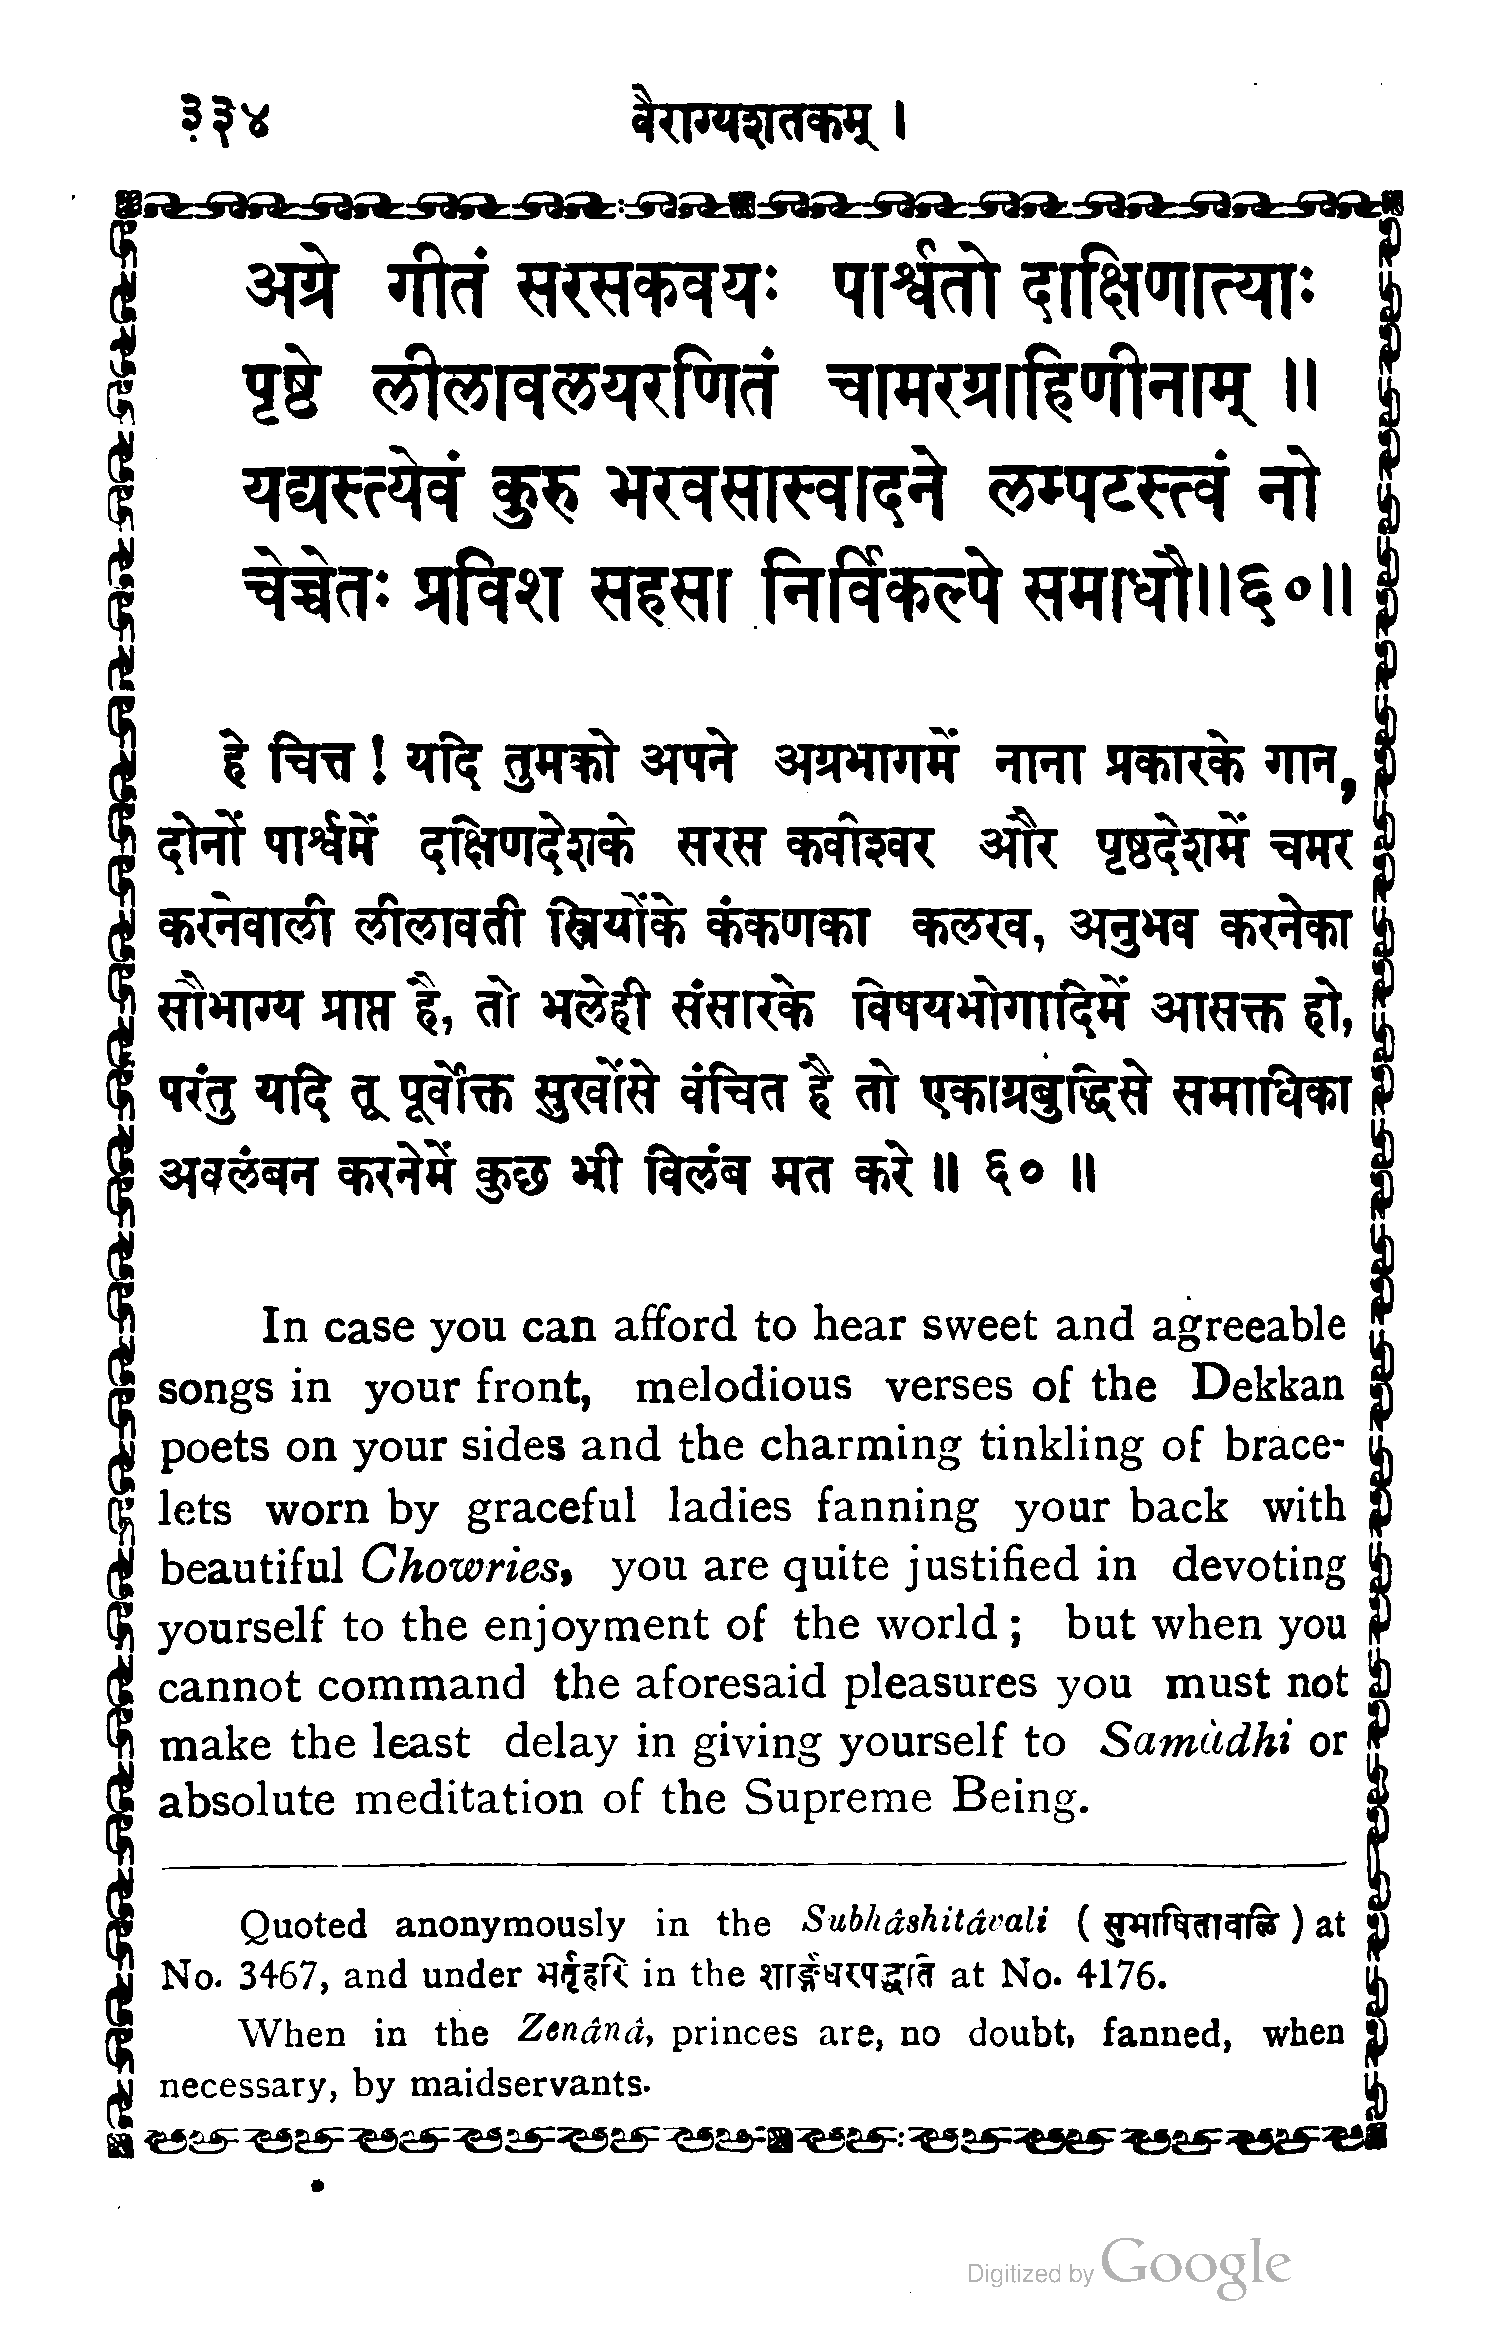 ३३४ वैराग्यशतकम् ।
अग्रे गीतं सरसकवयः पार्श्वतो दाक्षिणात्याः
पृष्ठे लीलावलयरणितं चामरग्राहिणीनाम् ॥
यद्यस्त्येवं कुरु भरवसास्वादने लम्पटस्त्वं नो
चेच्चेतः प्रविश सहसा निर्विकल्पे समाधौ॥६०॥
हे चित्त ! यदि तुमको अपने अग्रभागमें नाना प्रकारके गान,
दोनों पार्श्वमें दक्षिणदेशके सरस कवीश्वर और पृष्ठदेशमें चमर
करनेवाली लीलावती स्त्रियोंके कंकणका कलरव, अनुभव करनेका
सौभाग्य प्राप्त है, तो भलेही संसारके विषयभोगादिमें आसक्त हो,
परंतु यदि तू पूर्वोक्त सुखोंसे वंचित है तो एकाग्रबुद्धिसे समाधिका
अवलंबन करनेमें कुछ भी विलंब मत करे ॥ ६० ॥
In case you can afford to hear sweet and agreeable
songs in your front, melodious verses of the Dekkan
poets on your sides and the charming tinkling of brace-
lets worn by graceful ladies fanning your back with
beautiful Chowries, you are quite justified in devoting
yourself to the enjoyment of the world ; but when you
cannot command the aforesaid pleasures you must not
make the least delay in giving yourself to Samàdhi or
absolute meditation of the Supreme Being.
Quoted anonymously in the Subhâshitâvali ( सुभाषितावळि ) at
No. 3467, and under भर्तृहरि in the शार्ङ्गधरपद्धति at No. 4176.
When in the Zenânâ, princes are, no doubt, fanned, when
necessary, by maidservants.
Digitized by Google